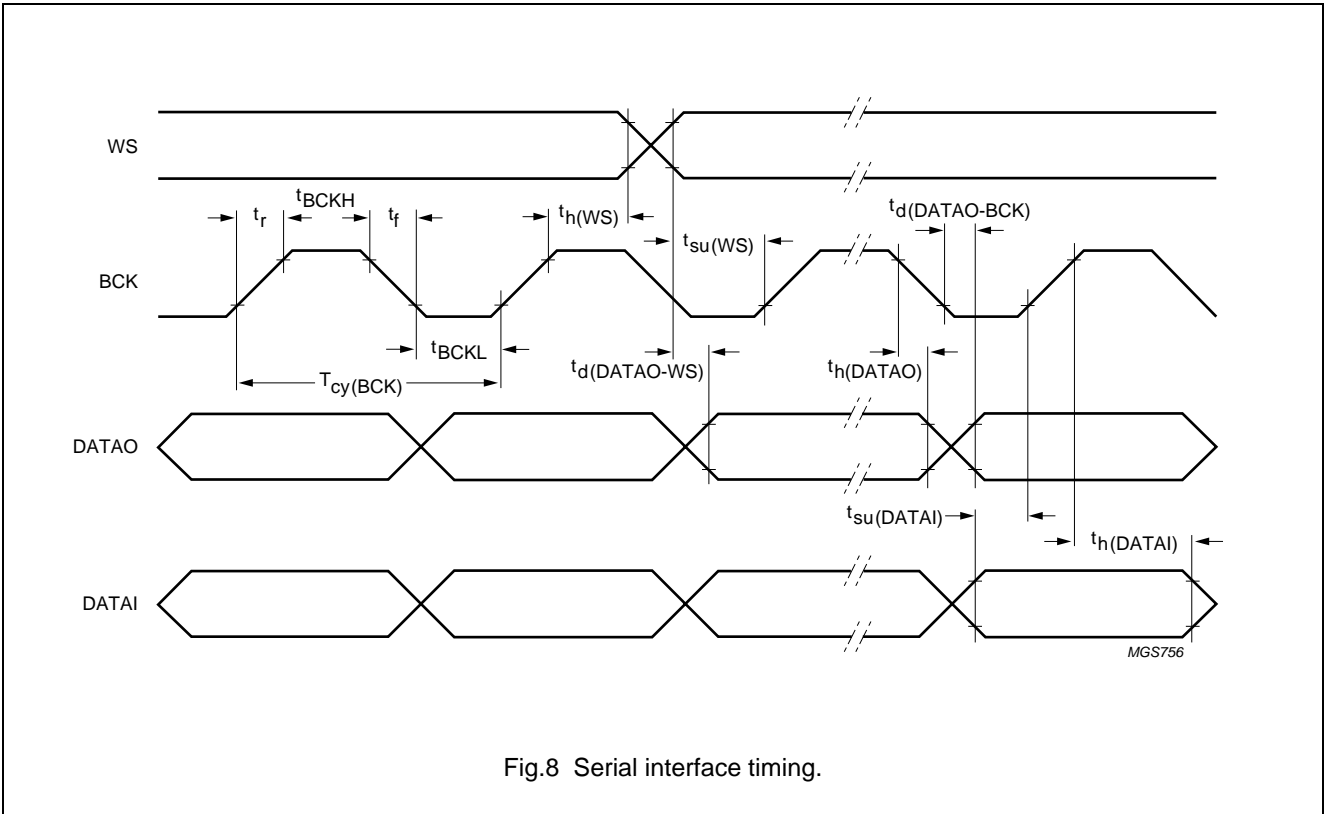 WS
tBCKH
tr
tf
th(WS)
td(DATAO-BCK)
tsu(WS)
BCK
tBCKL
td(DATAO-WS)
th(DATAO)
Tcy(BCK)
DATAO
tsu(DATAI)
th(DATAI)
DATAI
MGS756
Fig.8 Serial interface timing.